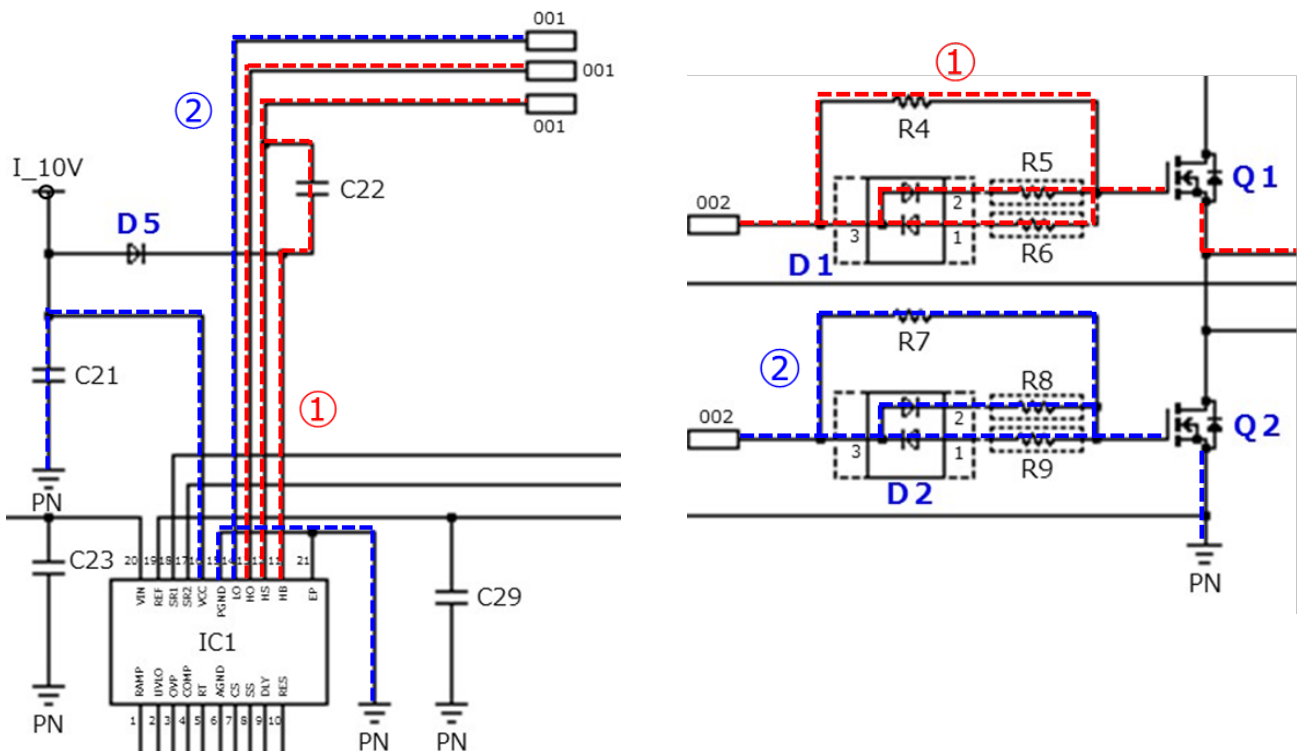 001
②
001
001
I_10V
C22
D5
C21
①
PN
C23
20
19
18
17
16
15
14
13
12
11
21
VIN
REF
SR1
SR2
VCC
PGND
LO
HO
HS
HB
EP
IC1
C29
RAMP
UVLO
OVP
COMP
RT
AGND
CS
SS
DLY
RES
1
2
3
4
5
6
7
8
9
10
PN
PN
PN
①
R4
R5
Q1
002
2
3
1
R6
D1
R7
②
R8
002
2
Q2
3
1
R9
D2
PN